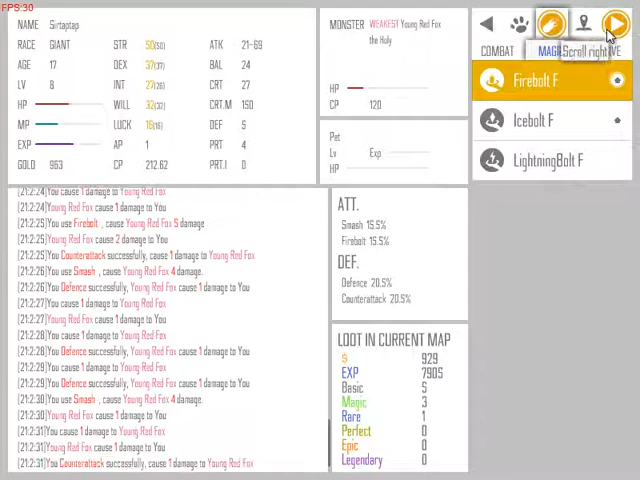 FPS:30
NAME Sirtaptap
RACE GIANT
AGE 17
LV 8
HP
MP
EXP
GOLD 963
STR 50(50)
DEX 37(37)
INT 27(26)
WILL 32(32)
LUCK 16(16)
AP 1
CP 212.62
ATK 21-69
BAL 24
CRT 27
CRT.M 150
DEF 5
PRT 4
PRT.I 0
MONSTER WEAKEST Young Red Fox
the Holy
HP
CP 120
Pet
Lv Exp
HP
COMBAT MAGI Scroll right VE
Firebolt F
Icebolt F
LightningBolt F
[21:2:24]You cause 1 damage to Young Red Fox
[21:2:24]Young Red Fox cause 1 damage to You
[21:2:25]You use Firebolt , cause Young Red Fox 5 damage
[21:2:25]Young Red Fox cause 2 damage to You
[21:2:25]You Counterattack successfully, cause 1 damage to Young Red Fox
[21:2:26]You use Smash , cause Young Red Fox 4 damage.
[21:2:26]You Defence successfully, Young Red Fox cause 1 damage to You
[21:2:27]You cause 1 damage to Young Red Fox
[21:2:27]Young Red Fox cause 1 damage to You
[21:2:28]You cause 1 damage to Young Red Fox
[21:2:28]You Defence successfully, Young Red Fox cause 1 damage to You
[21:2:29]You cause 1 damage to Young Red Fox
[21:2:29]You Defence successfully, Young Red Fox cause 1 damage to You
[21:2:30]You use Smash , cause Young Red Fox 4 damage.
[21:2:30]Young Red Fox cause 1 damage to You
[21:2:31]You cause 1 damage to Young Red Fox
[21:2:31]Young Red Fox cause 1 damage to You
[21:2:31]You Counterattack successfully, cause 1 damage to Young Red Fox
ATT.
Smash 15.5%
Firebolt 15.5%
DEF.
Defence 20.5%
Counterattack 20.5%
LOOT IN CURRENT MAP
$ 929
EXP 7905
Basic 5
Magic 3
Rare 1
Perfect 0
Epic 0
Legendary 0